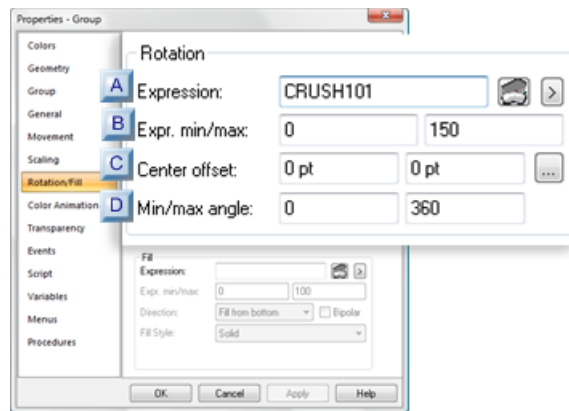 Properties - Group
Colors
Geometry
Group
General
Movement
Scaling
Rotation/Fill
Color Animation
Transparency
Events
Script
Variables
Menus
Procedures
Rotation
A Expression: CRUSH101 >
B Expr. min/max: 0 150
C Center offset: 0 pt 0 pt ...
D Min/max angle: 0 360
Fill
Expression: >
Expr. min/max: 0 100
Direction: Fill from bottom Bipolar
Fill Style: Solid
OK Cancel Apply Help